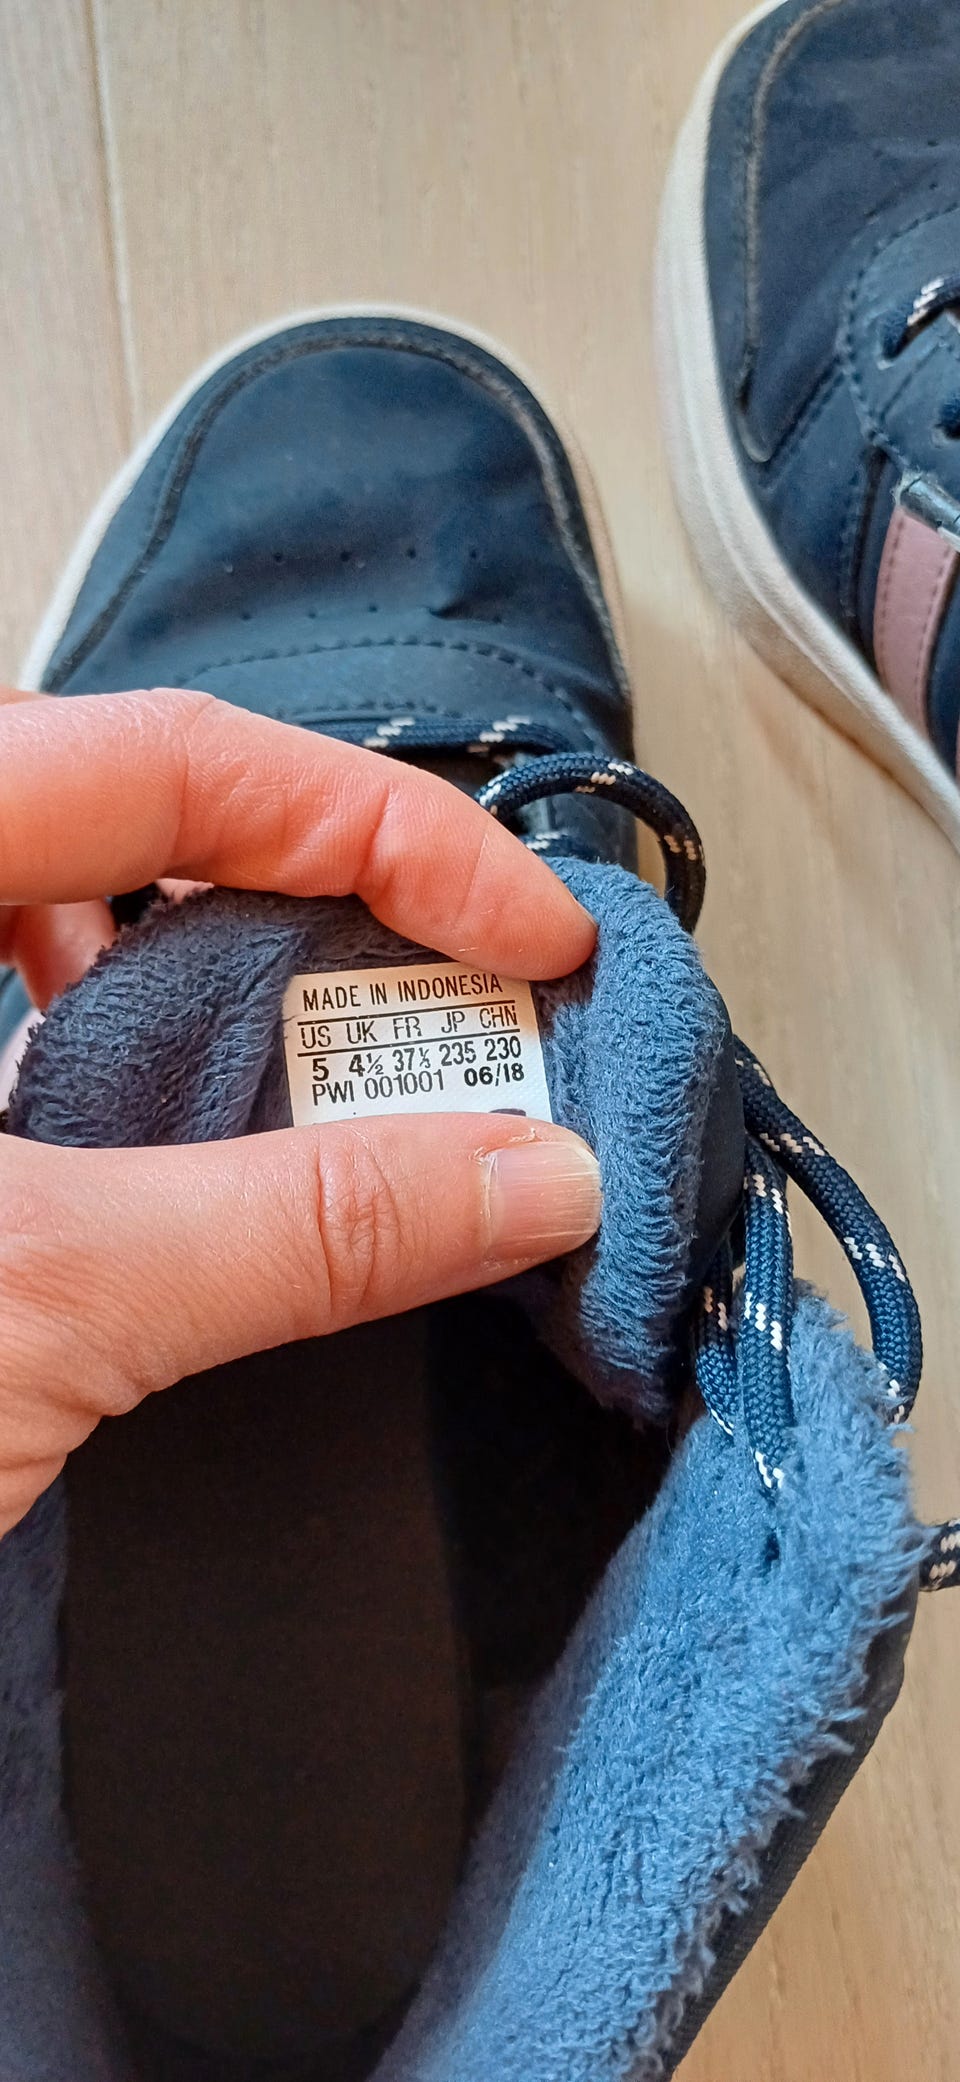 MADE IN INDONESIA
US UK FR JP CHN
5 4½ 37⅓ 235 230
PWI 001001 06/18